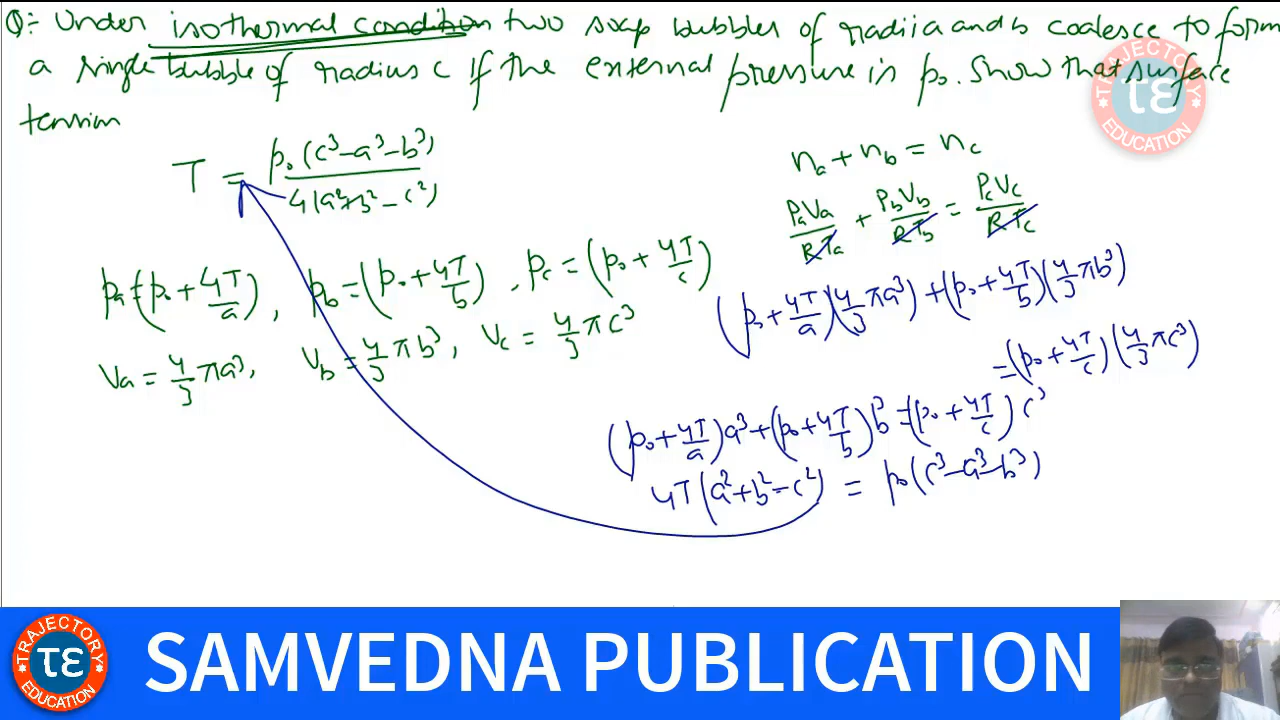 Q:- Under isothermal condition two soap bubbles of radii a and b coalesce to form
a single bubble of radius c if the external pressure in p₀. Show that surface
tension
T = p₀(c³-a³-b³) / 4(a²+b²-c²)
nₐ + n_b = n_c
PₐVₐ/RTₐ + P_bV_b/RT_b = P_cV_c/RT_c
pₐ = (p₀ + 4T/a), p_b = (p₀ + 4T/b), p_c = (p₀ + 4T/c)
Vₐ = 4/3 πa³, V_b = 4/3 πb³, V_c = 4/3 πc³
(p₀ + 4T/a)(4/3 πa³) + (p₀ + 4T/b)(4/3 πb³)
= (p₀ + 4T/c)(4/3 πc³)
(p₀ + 4T/a)a³ + (p₀ + 4T/b)b³ = (p₀ + 4T/c)c³
4T(a²+b²-c²) = p₀(c³-a³-b³)
TRAJECTORY
τε
EDUCATION
TRAJECTORY
τε
EDUCATION
SAMVEDNA PUBLICATION